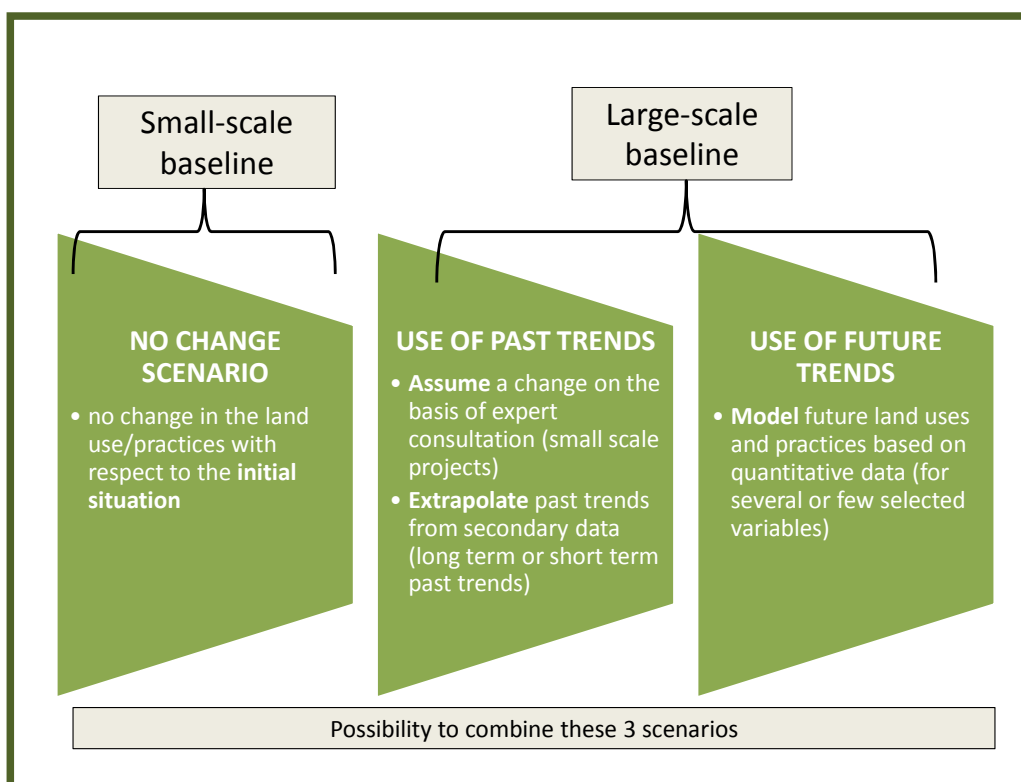 Small-scale
baseline
Large-scale
baseline
NO CHANGE
SCENARIO
• no change in the land
use/practices with
respect to the initial
situation
USE OF PAST TRENDS
• Assume a change on the
basis of expert
consultation (small scale
projects)
• Extrapolate past trends
from secondary data
(long term or short term
past trends)
USE OF FUTURE
TRENDS
• Model future land uses
and practices based on
quantitative data (for
several or few selected
variables)
Possibility to combine these 3 scenarios